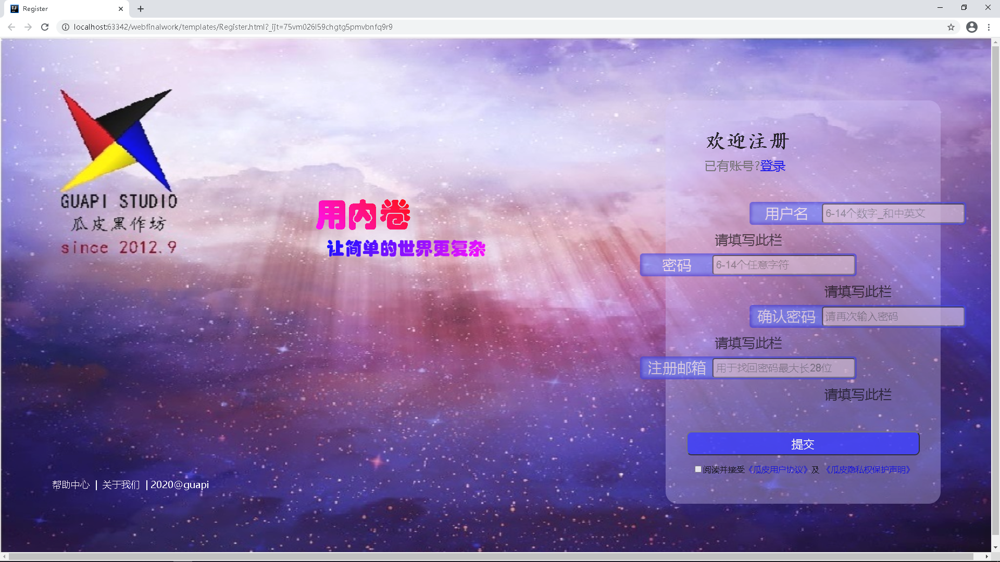 Register
localhost:63342/webfinalwork/templates/Register.html?_ijt=75vm026l59chgtg5pmvbnfq9r9
GUAPI STUDIO
瓜皮黑作坊
since 2012.9
用内卷
让简单的世界更复杂
欢迎注册
已有账号?登录
用户名 6-14个数字_和中英文
请填写此栏
密码 6-14个任意字符
请填写此栏
确认密码 请再次输入密码
请填写此栏
注册邮箱 用于找回密码最大长28位
请填写此栏
提交
阅读并接受《瓜皮用户协议》及 《瓜皮隐私权保护声明》
帮助中心 | 关于我们 | 2020@guapi